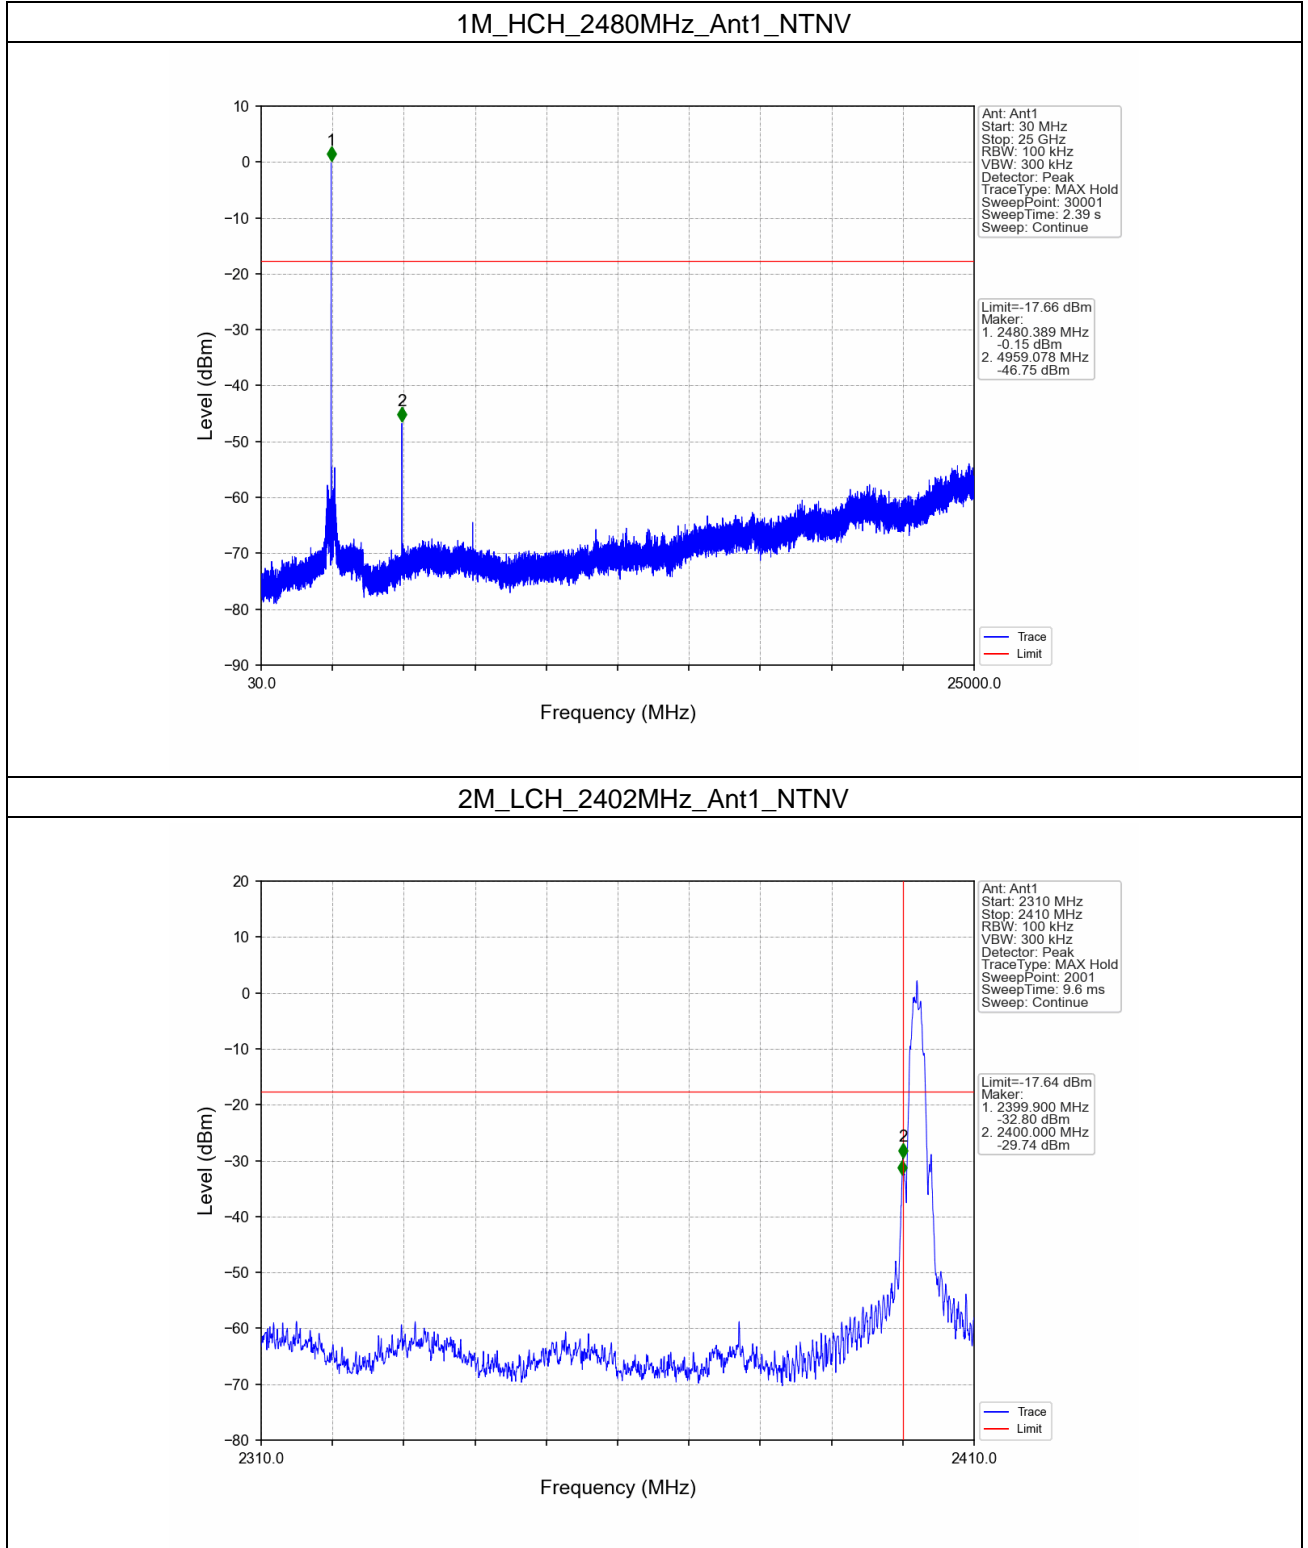 1M_HCH_2480MHz_Ant1_NTNV
10
0
−10
−20
−30
−40
−50
−60
−70
−80
−90
Level (dBm)
1
2
30.0
25000.0
Frequency (MHz)
Ant: Ant1
Start: 30 MHz
Stop: 25 GHz
RBW: 100 kHz
VBW: 300 kHz
Detector: Peak
TraceType: MAX Hold
SweepPoint: 30001
SweepTime: 2.39 s
Sweep: Continue
Limit=-17.66 dBm
Maker:
1. 2480.389 MHz
-0.15 dBm
2. 4959.078 MHz
-46.75 dBm
Trace
Limit
2M_LCH_2402MHz_Ant1_NTNV
20
10
0
−10
−20
−30
−40
−50
−60
−70
−80
Level (dBm)
2
2310.0
2410.0
Frequency (MHz)
Ant: Ant1
Start: 2310 MHz
Stop: 2410 MHz
RBW: 100 kHz
VBW: 300 kHz
Detector: Peak
TraceType: MAX Hold
SweepPoint: 2001
SweepTime: 9.6 ms
Sweep: Continue
Limit=-17.64 dBm
Maker:
1. 2399.900 MHz
-32.80 dBm
2. 2400.000 MHz
-29.74 dBm
Trace
Limit